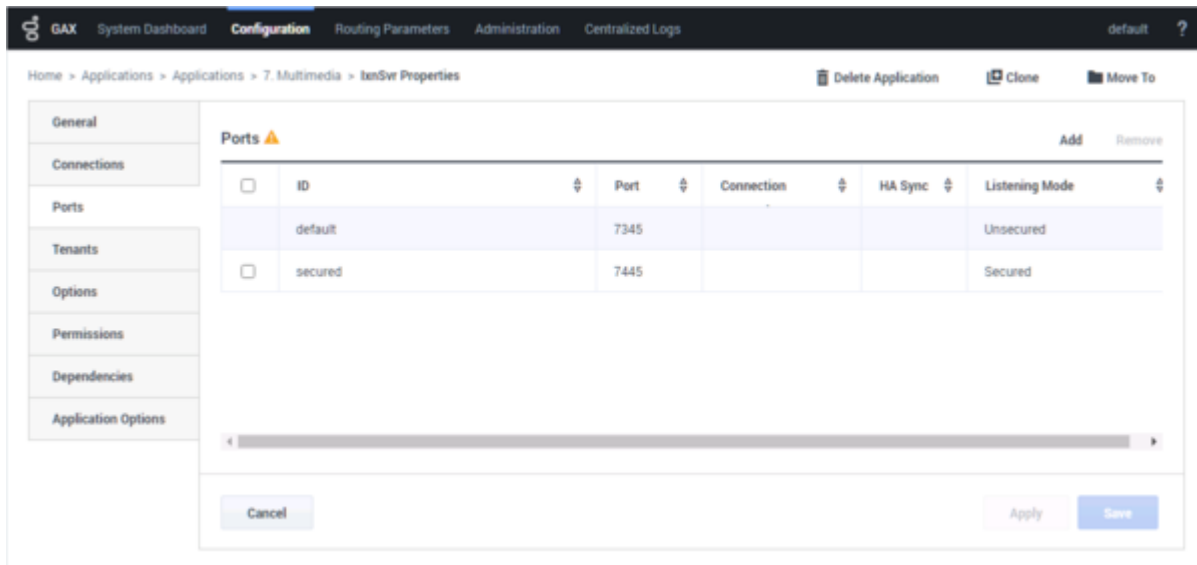 GAX System Dashboard Configuration Routing Parameters Administration Centralized Logs default ?
Home > Applications > Applications > 7. Multimedia > IxnSvr Properties Delete Application Clone Move To
General
Connections
Ports
Tenants
Options
Permissions
Dependencies
Application Options
Ports Add Remove
ID Port Connection HA Sync Listening Mode
default 7345 Unsecured
secured 7445 Secured
Cancel Apply Save